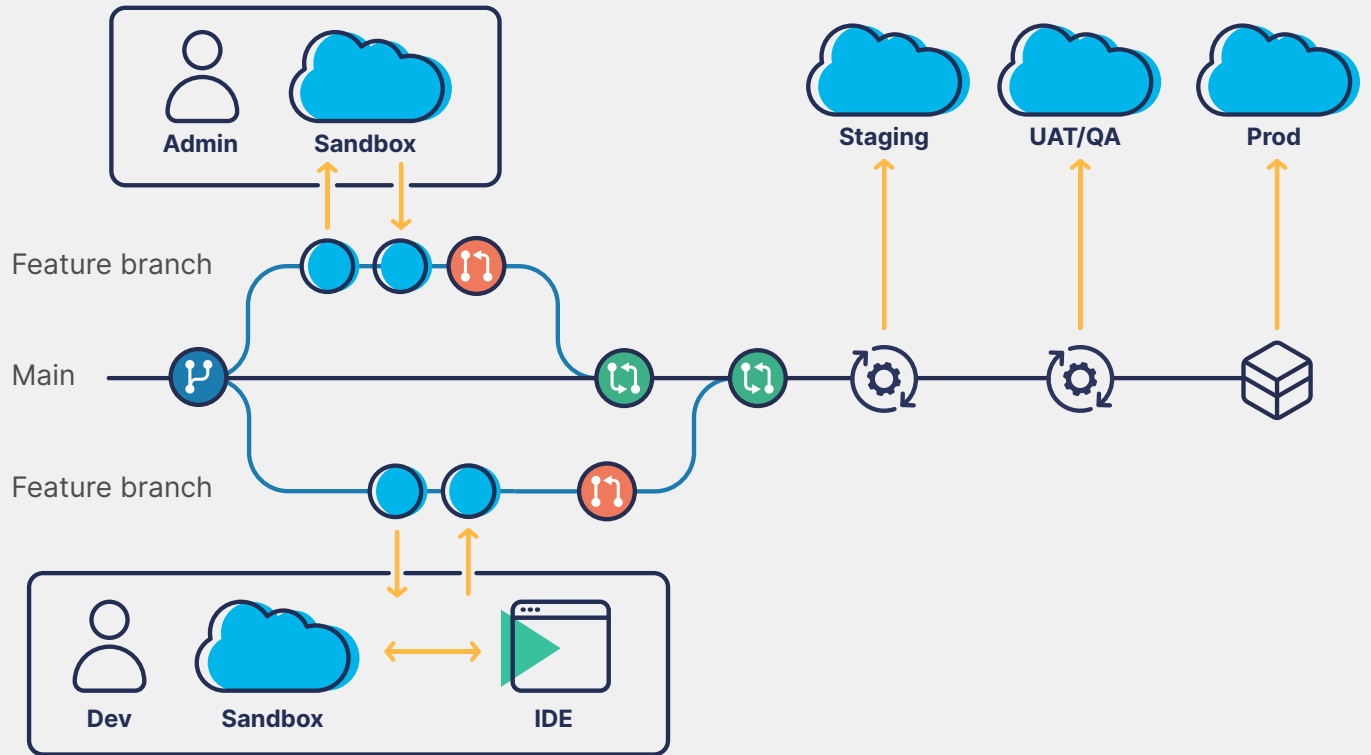 Admin
Sandbox
Staging
UAT/QA
Prod
Feature branch
Main
Feature branch
Dev
Sandbox
IDE